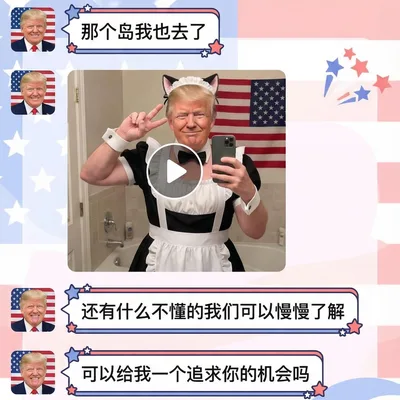 那个岛我也去了
还有什么不懂的我们可以慢慢了解
可以给我一个追求你的机会吗